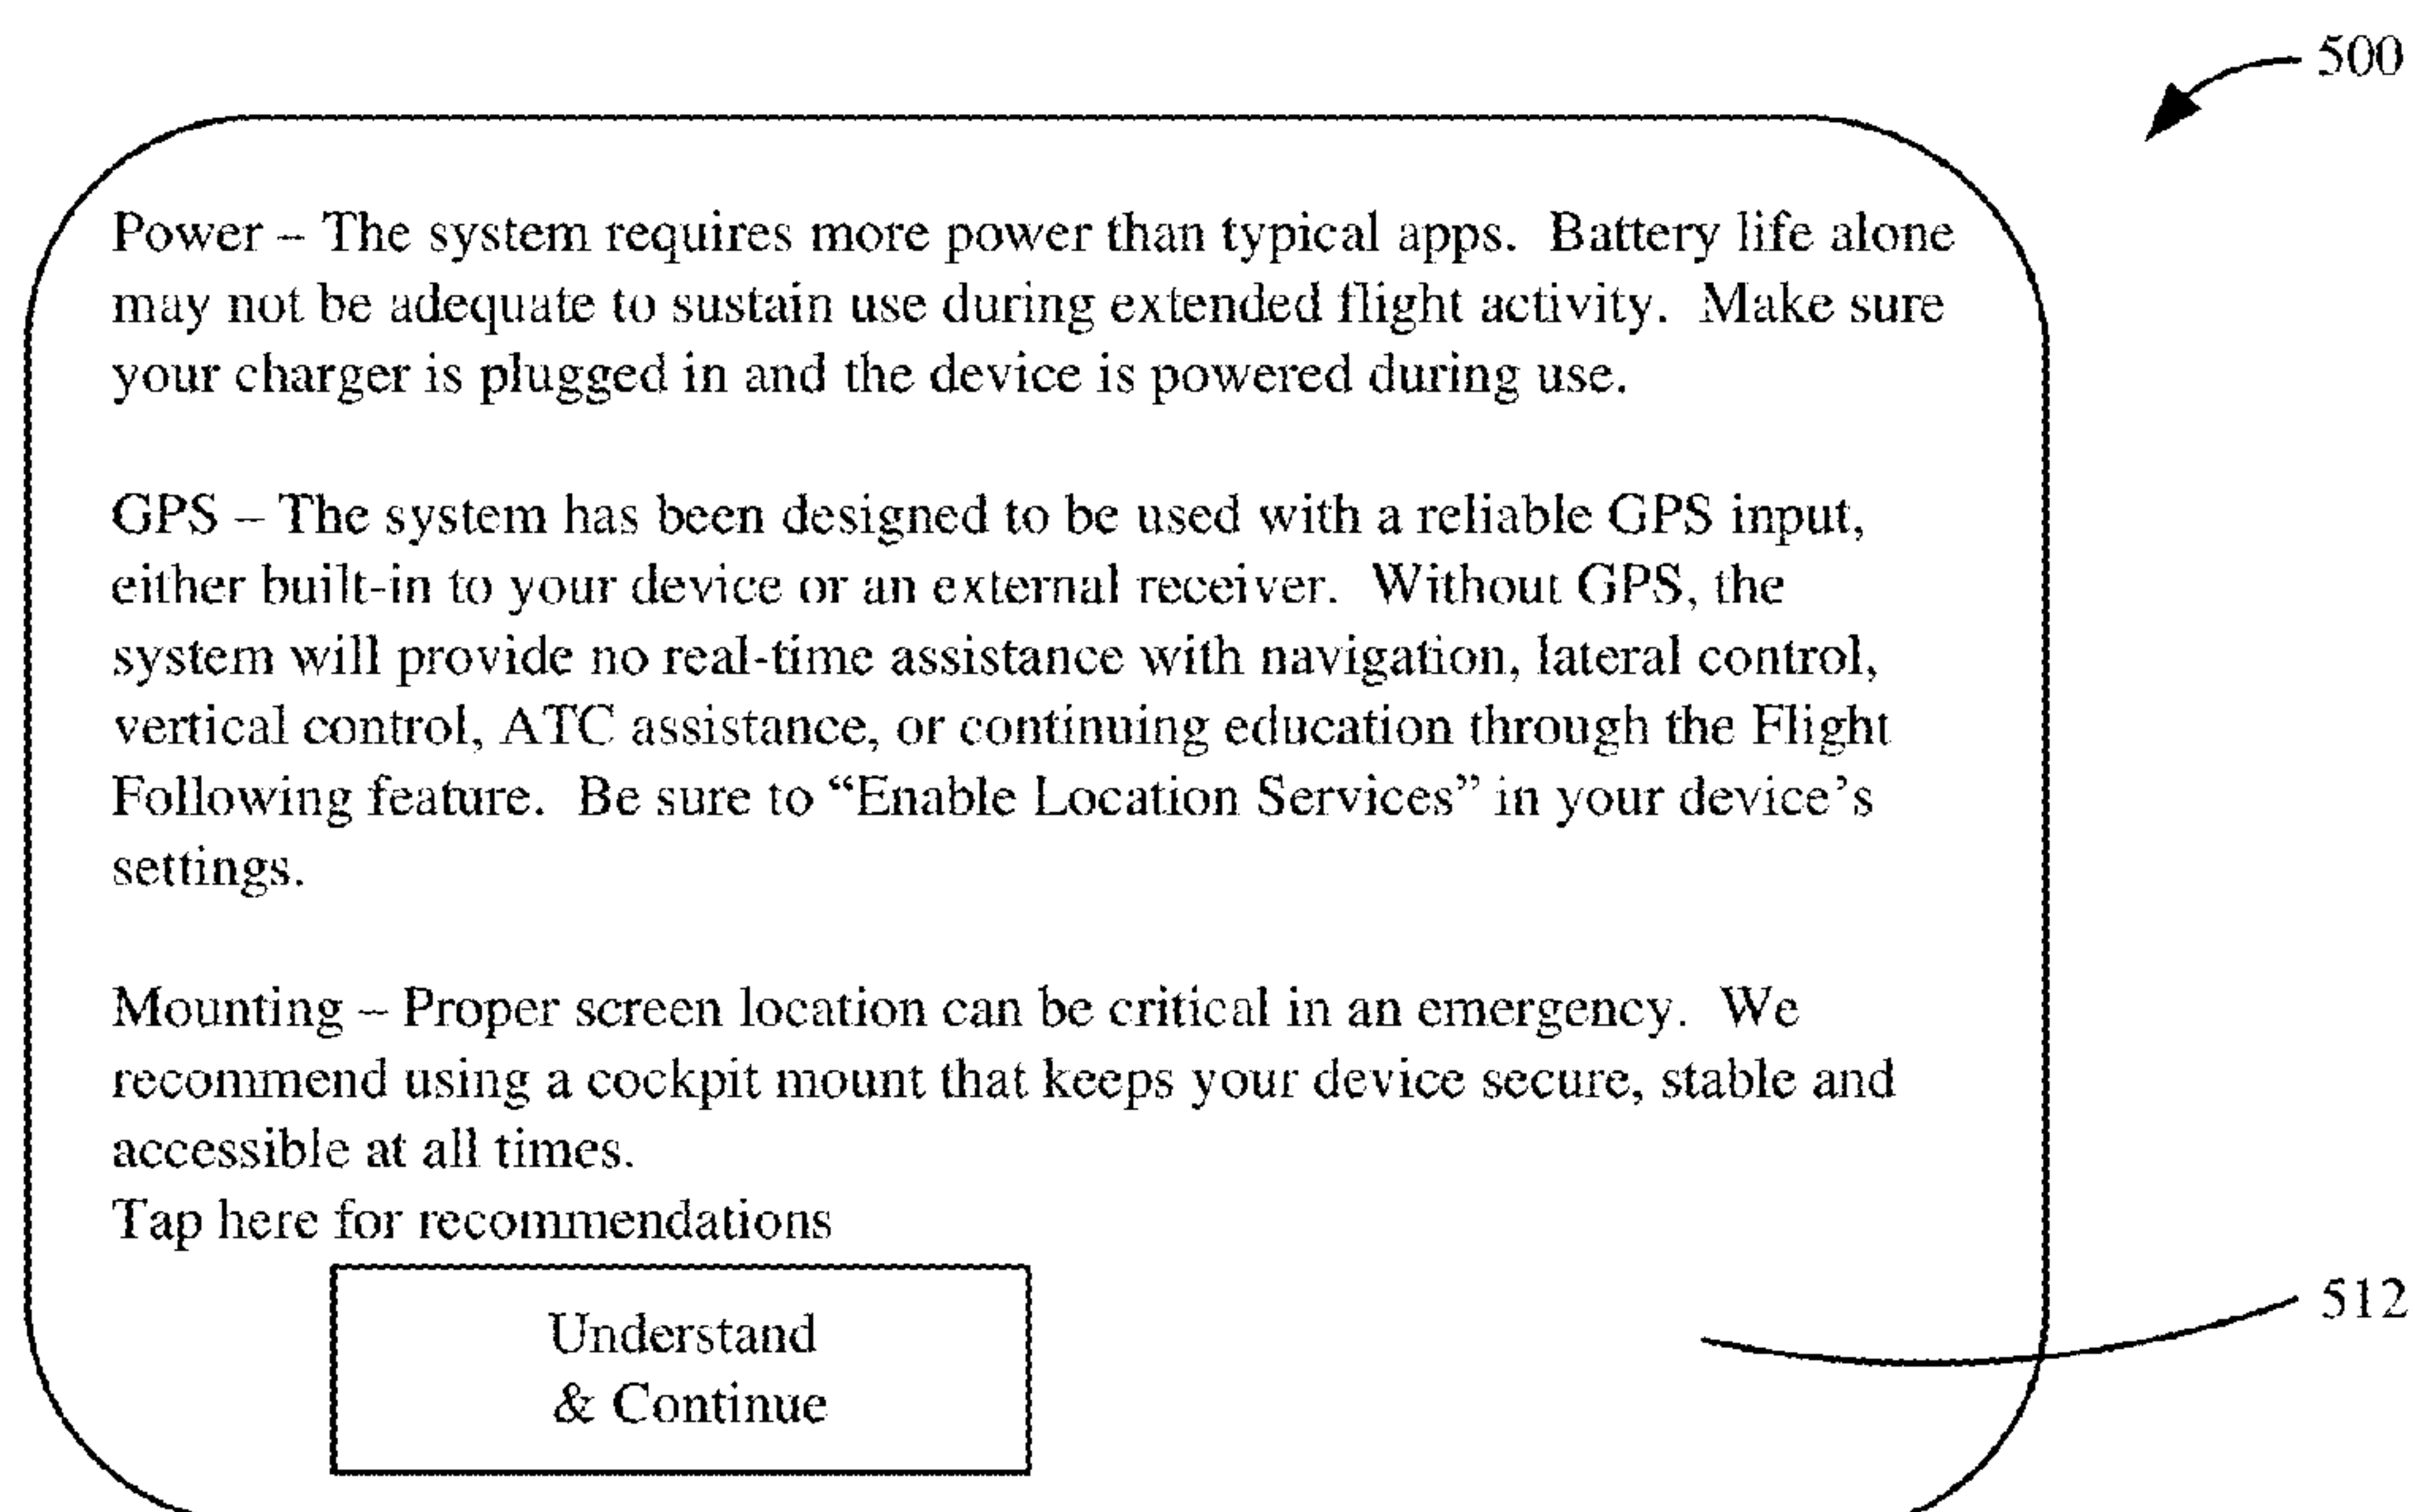 500
Power – The system requires more power than typical apps.  Battery life alone
may not be adequate to sustain use during extended flight activity.  Make sure
your charger is plugged in and the device is powered during use.
GPS – The system has been designed to be used with a reliable GPS input,
either built-in to your device or an external receiver.  Without GPS, the
system will provide no real-time assistance with navigation, lateral control,
vertical control, ATC assistance, or continuing education through the Flight
Following feature.  Be sure to “Enable Location Services” in your device’s
settings.
Mounting – Proper screen location can be critical in an emergency.  We
recommend using a cockpit mount that keeps your device secure, stable and
accessible at all times.
Tap here for recommendations
512
Understand
& Continue